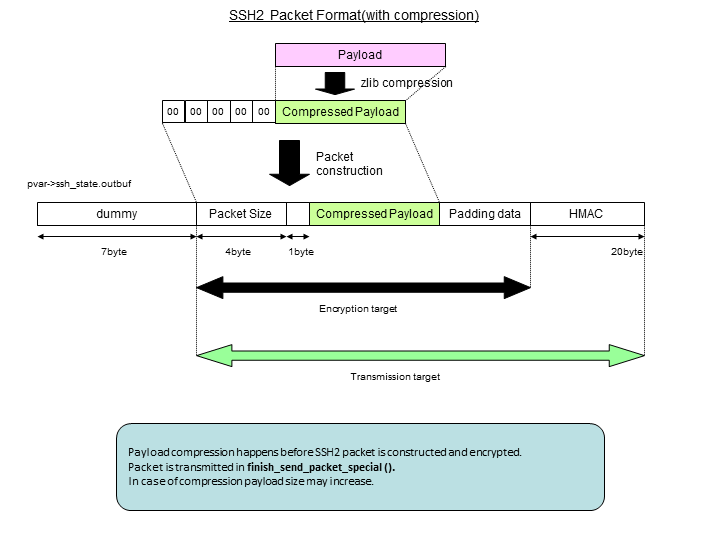 SSH2 Packet Format(with compression)
Payload
zlib compression
00 00 00 00 00 Compressed Payload
Packet
construction
pvar->ssh_state.outbuf
dummy Packet Size Compressed Payload Padding data HMAC
7byte 4byte 1byte 20byte
Encryption target
Transmission target
Payload compression happens before SSH2 packet is constructed and encrypted.
Packet is transmitted in finish_send_packet_special ().
In case of compression payload size may increase.